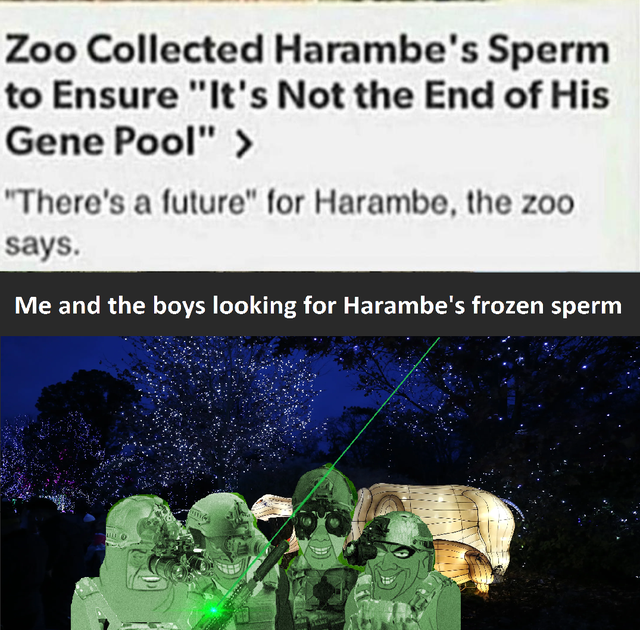 Zoo Collected Harambe's Sperm
to Ensure "It's Not the End of His
Gene Pool" >
"There's a future" for Harambe, the zoo
says.
Me and the boys looking for Harambe's frozen sperm